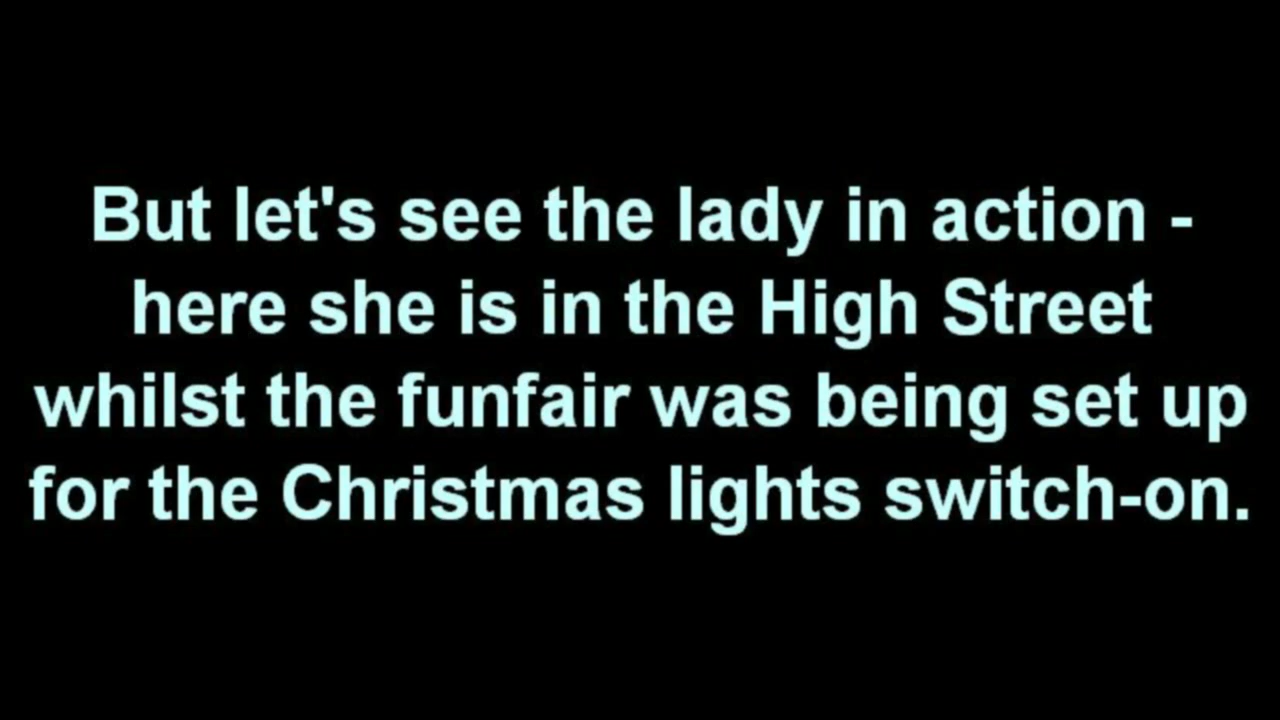 But let's see the lady in action -
here she is in the High Street
whilst the funfair was being set up
for the Christmas lights switch-on.